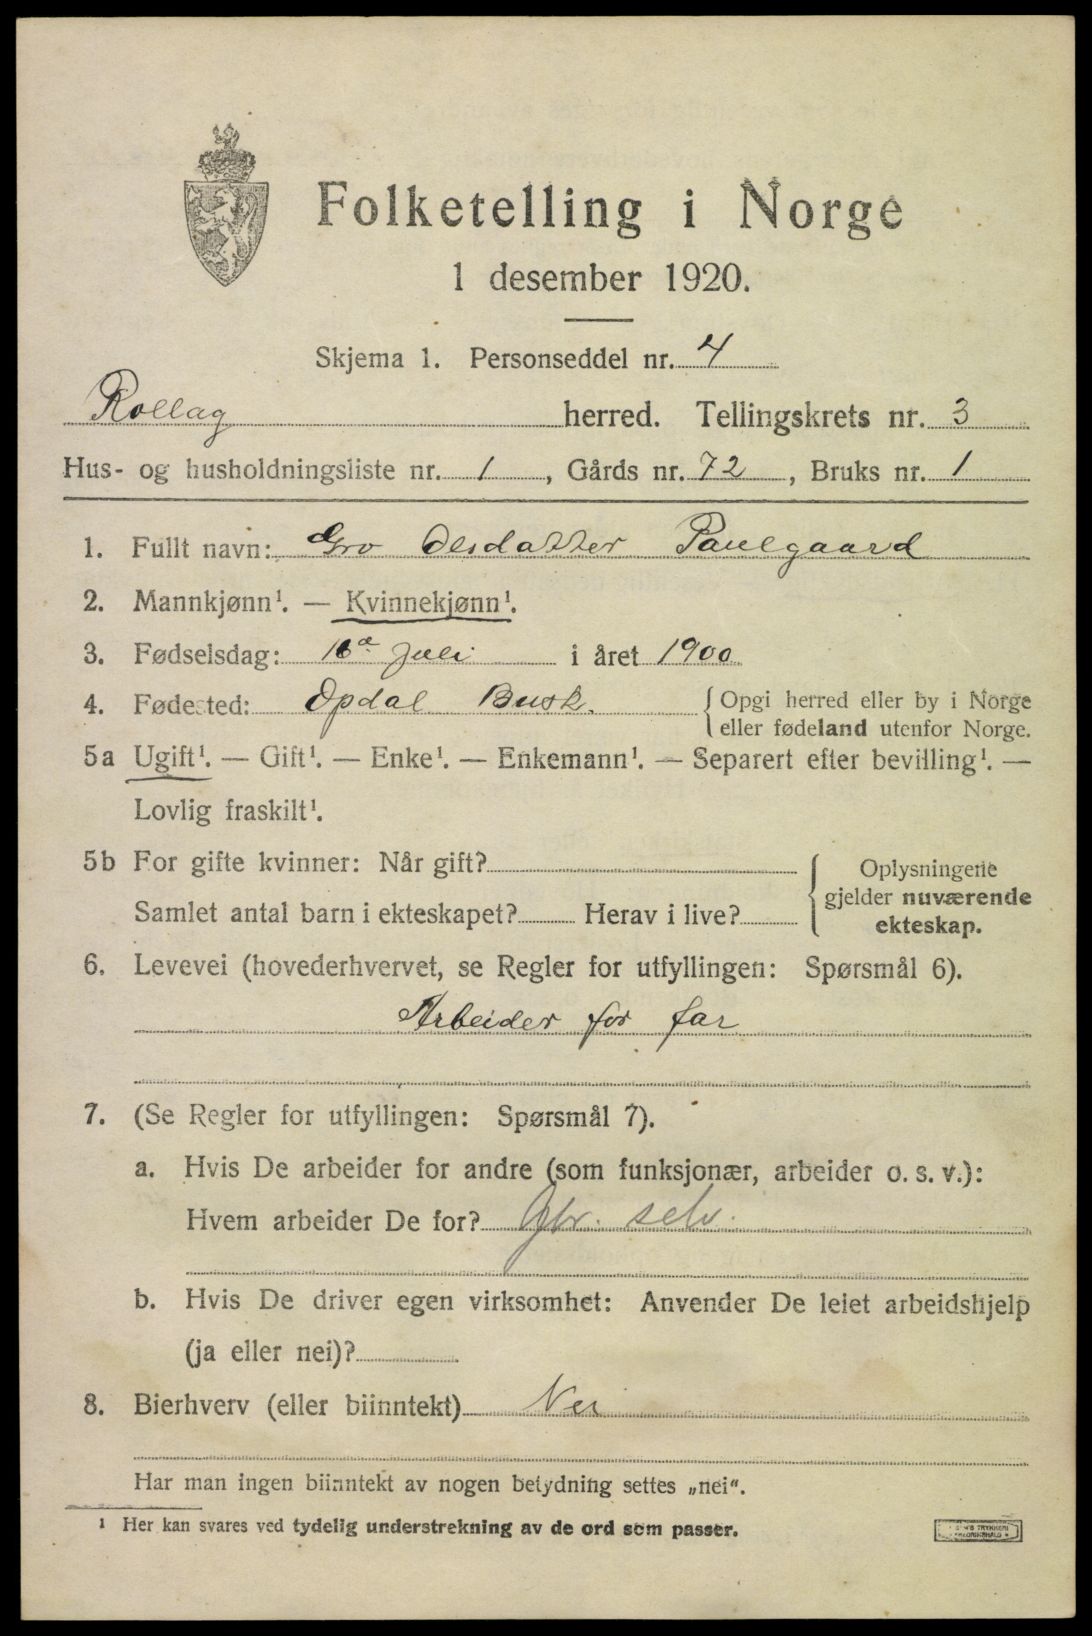 Folketelling i Norge
1 desember 1920.
Skjema 1. Personseddel nr. 4
Rollag herred. Tellingskrets nr. 3
Hus- og husholdningsliste nr. 1, Gårds nr. 72, Bruks nr. 1
1. Fullt navn: Gro Olsdatter Paulgaard
2. Mannkjønn¹. — Kvinnekjønn¹.
3. Fødselsdag: Juli i året 1900
4. Fødested: Opdal Busk. { Opgi herred eller by i Norge
eller fødeland utenfor Norge.
5a Ugift¹. — Gift¹. — Enke¹. — Enkemann¹. — Separert efter bevilling¹. —
Lovlig fraskilt¹.
5b For gifte kvinner: Når gift?
Samlet antal barn i ekteskapet? Herav i live?
{ Oplysningene
gjelder nuværende
ekteskap.
6. Levevei (hovederhvervet, se Regler for utfyllingen: Spørsmål 6).
Arbeider for far
7. (Se Regler for utfyllingen: Spørsmål 7).
a. Hvis De arbeider for andre (som funksjonær, arbeider o. s. v.):
Hvem arbeider De for? Gbr. selv.
b. Hvis De driver egen virksomhet: Anvender De leiet arbeidshjelp
(ja eller nei)?
8. Bierhverv (eller biinntekt) Nei
Har man ingen biinntekt av nogen betydning settes „nei".
¹ Her kan svares ved tydelig understrekning av de ord som passer.